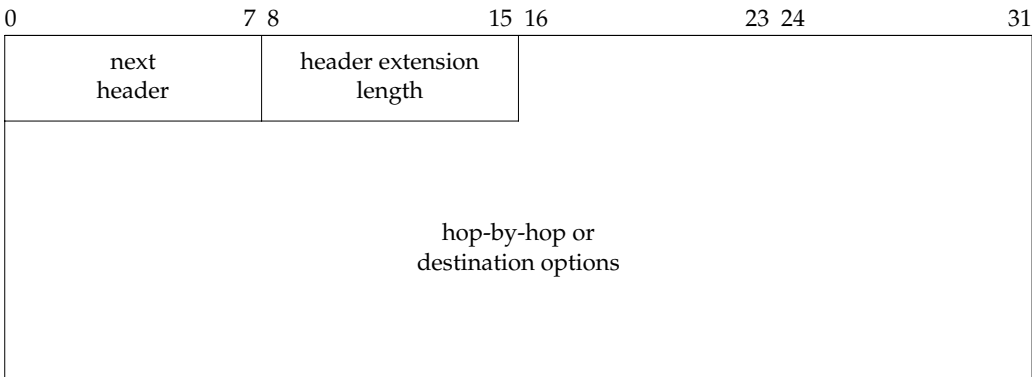 0 7 8 15 16 23 24 31
next header extension
header length
hop-by-hop or
destination options